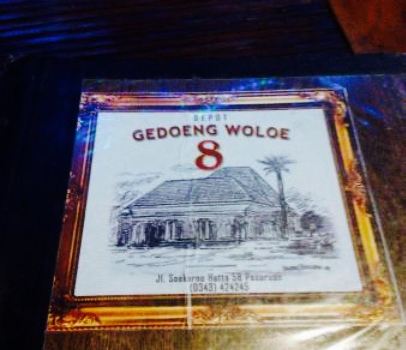 DEPOT
GEDOENG WOLOE
8
Jl. Soekarno Hatta 58 Pasuruan
(0343) 424245